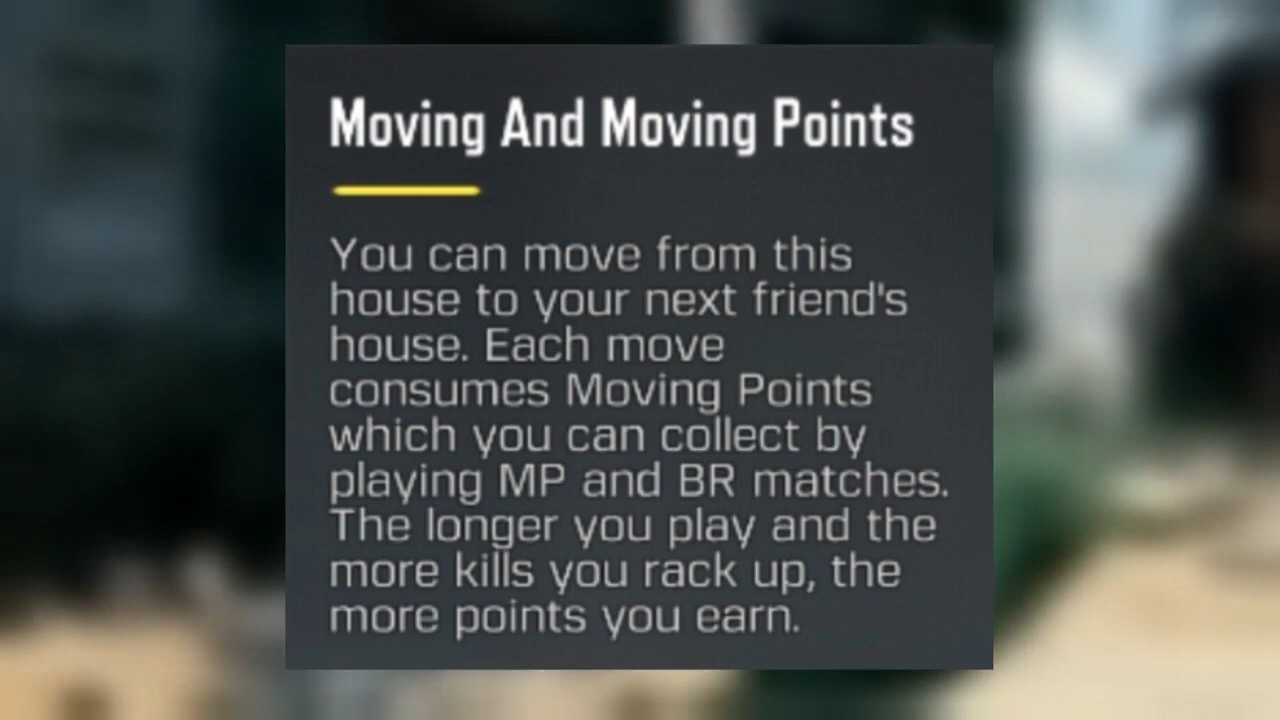 Moving And Moving Points
You can move from this
house to your next friend's
house. Each move
consumes Moving Points
which you can collect by
playing MP and BR matches.
The longer you play and the
more kills you rack up, the
more points you earn.